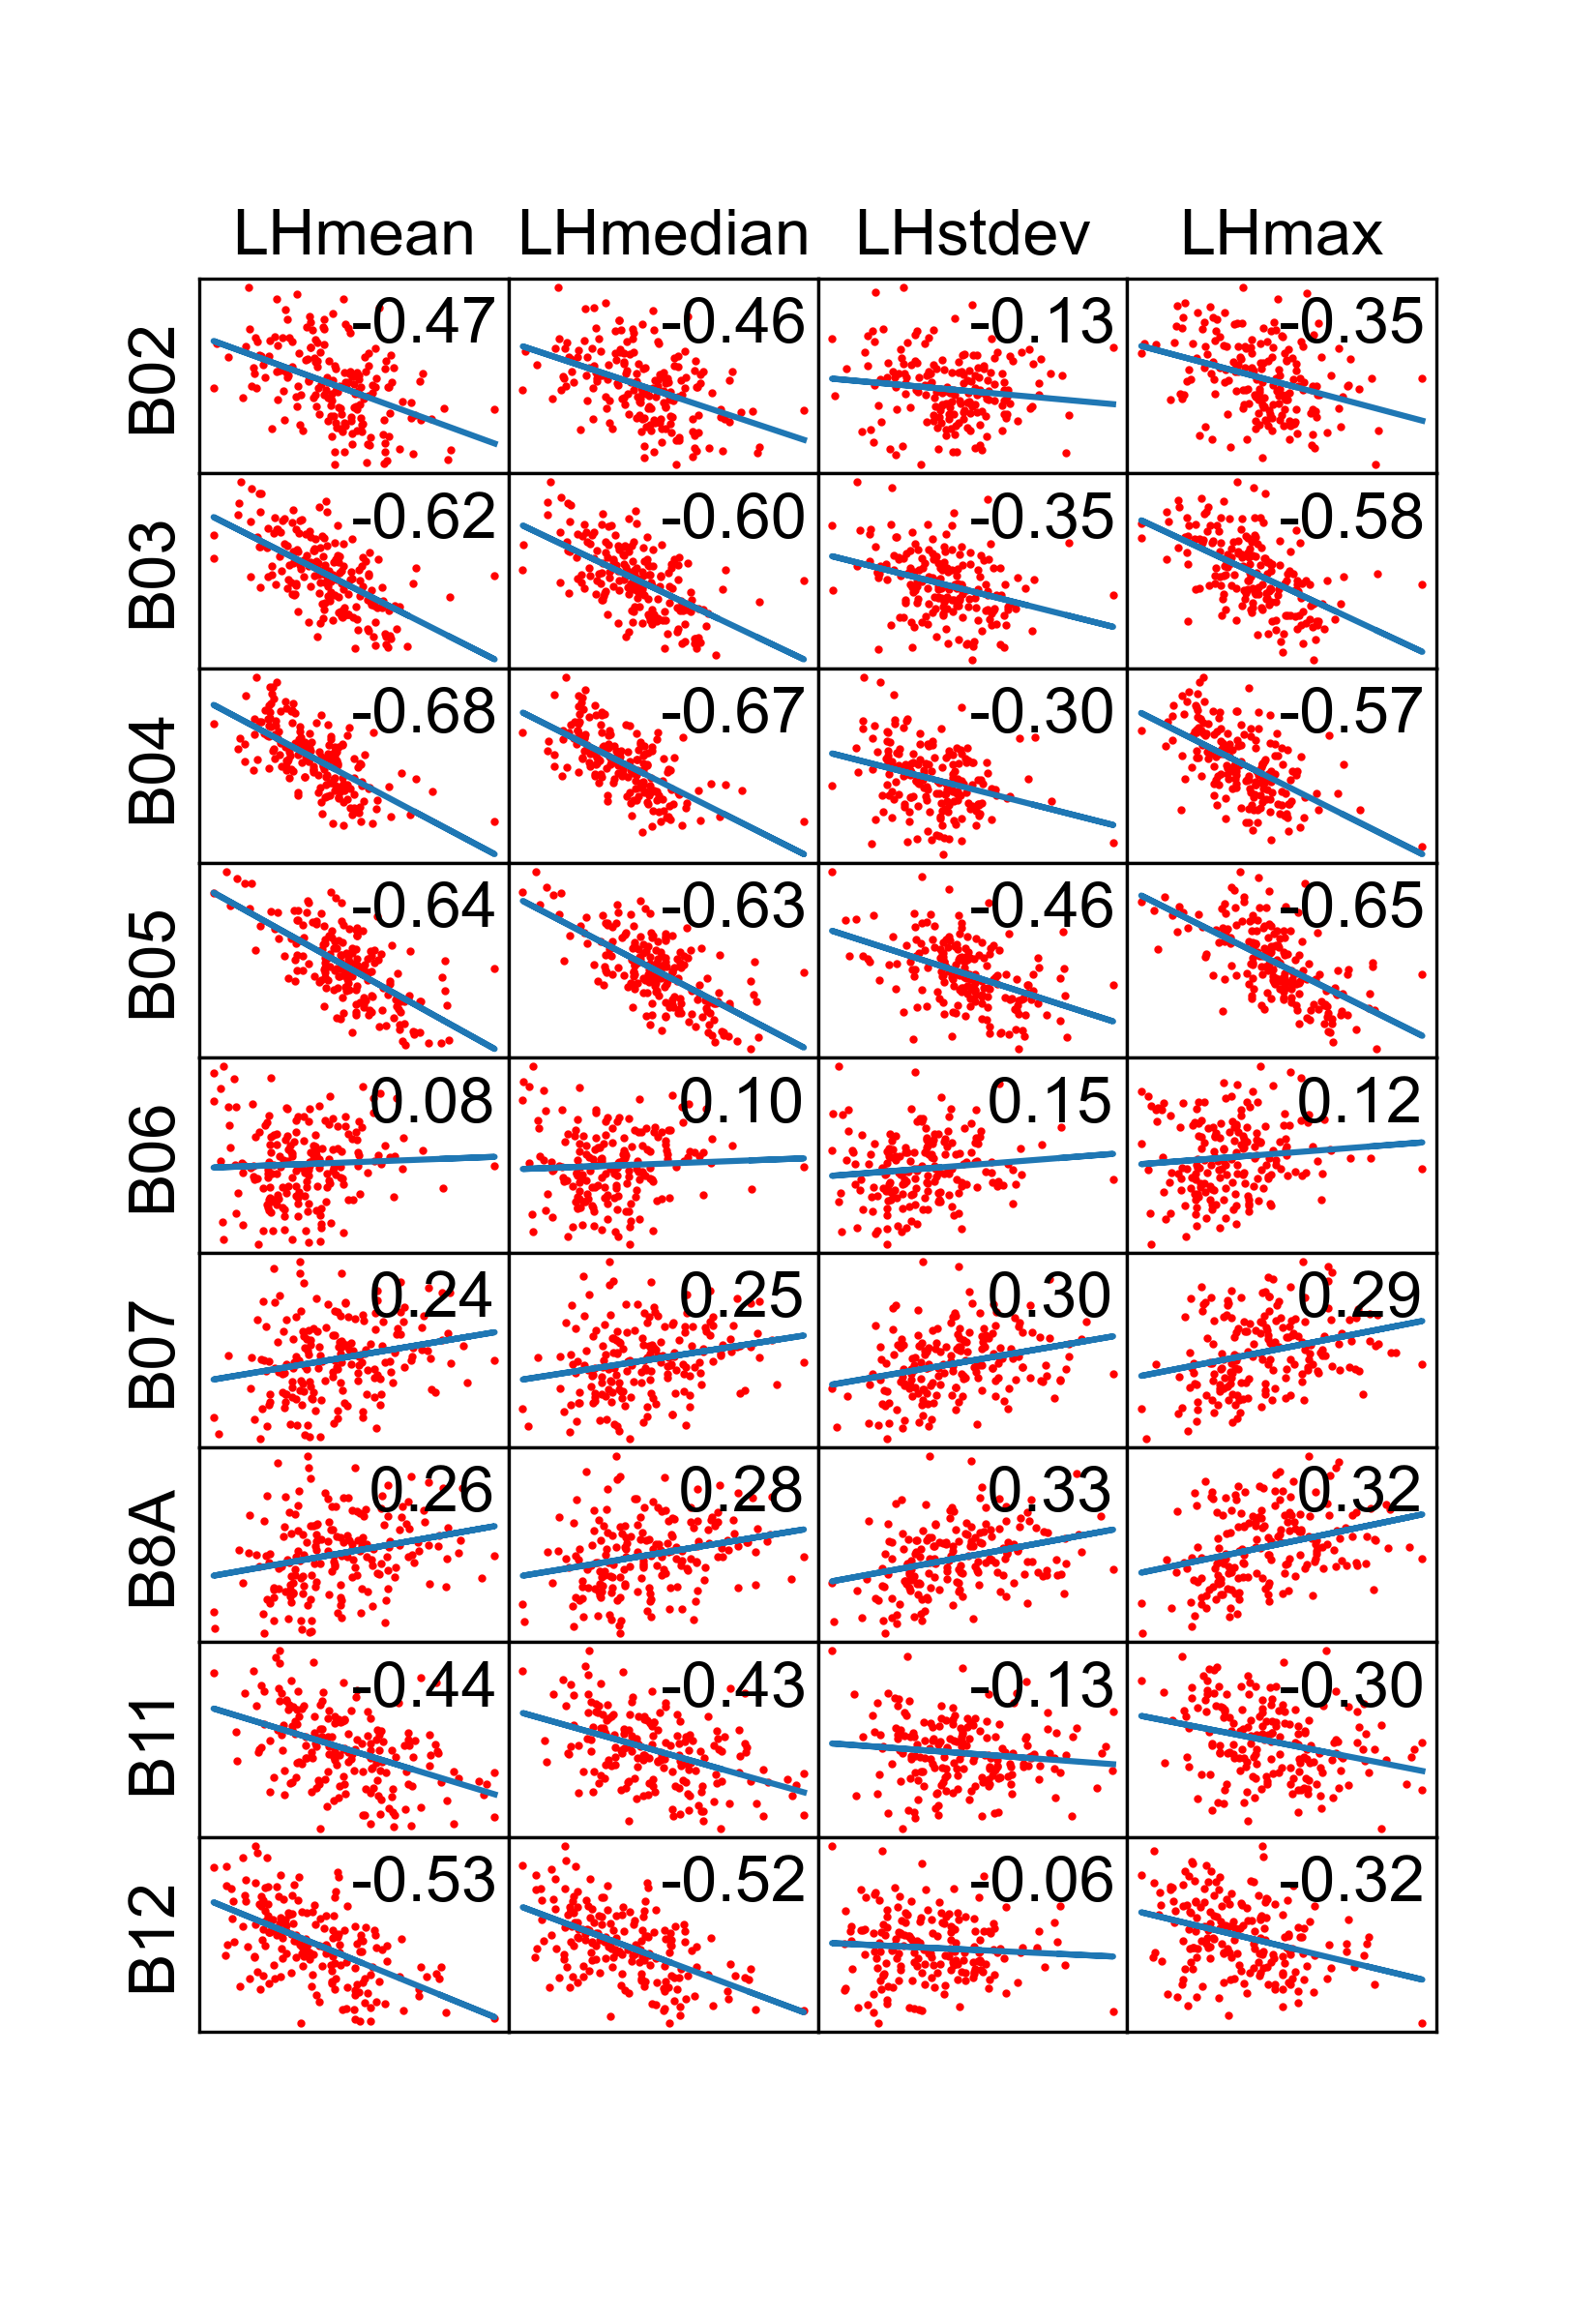 LHmean LHmedian LHstdev LHmax
B02 -0.47 -0.46 -0.13 -0.35
B03 -0.62 -0.60 -0.35 -0.58
B04 -0.68 -0.67 -0.30 -0.57
B05 -0.64 -0.63 -0.46 -0.65
B06 0.08 0.10 0.15 0.12
B07 0.24 0.25 0.30 0.29
B8A 0.26 0.28 0.33 0.32
B11 -0.44 -0.43 -0.13 -0.30
B12 -0.53 -0.52 -0.06 -0.32